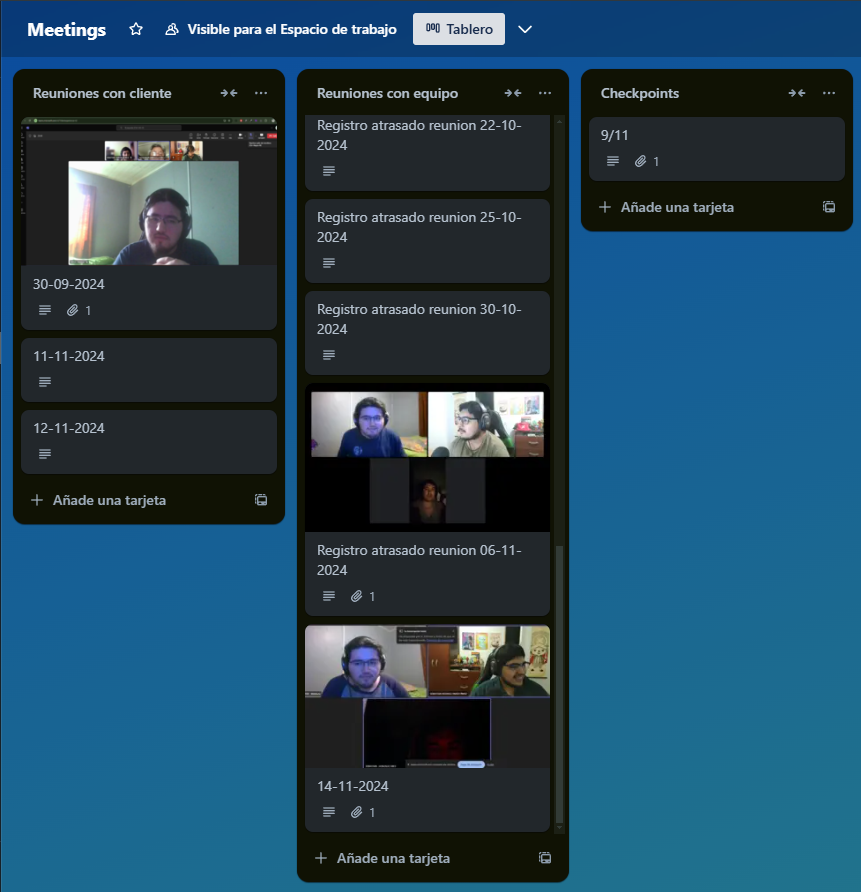 Meetings
Visible para el Espacio de trabajo
Tablero
Reuniones con cliente
30-09-2024
1
11-11-2024
12-11-2024
Añade una tarjeta
Reuniones con equipo
Registro atrasado reunion 22-10-
2024
Registro atrasado reunion 25-10-
2024
Registro atrasado reunion 30-10-
2024
Registro atrasado reunion 06-11-
2024
1
14-11-2024
1
Añade una tarjeta
Checkpoints
9/11
1
Añade una tarjeta